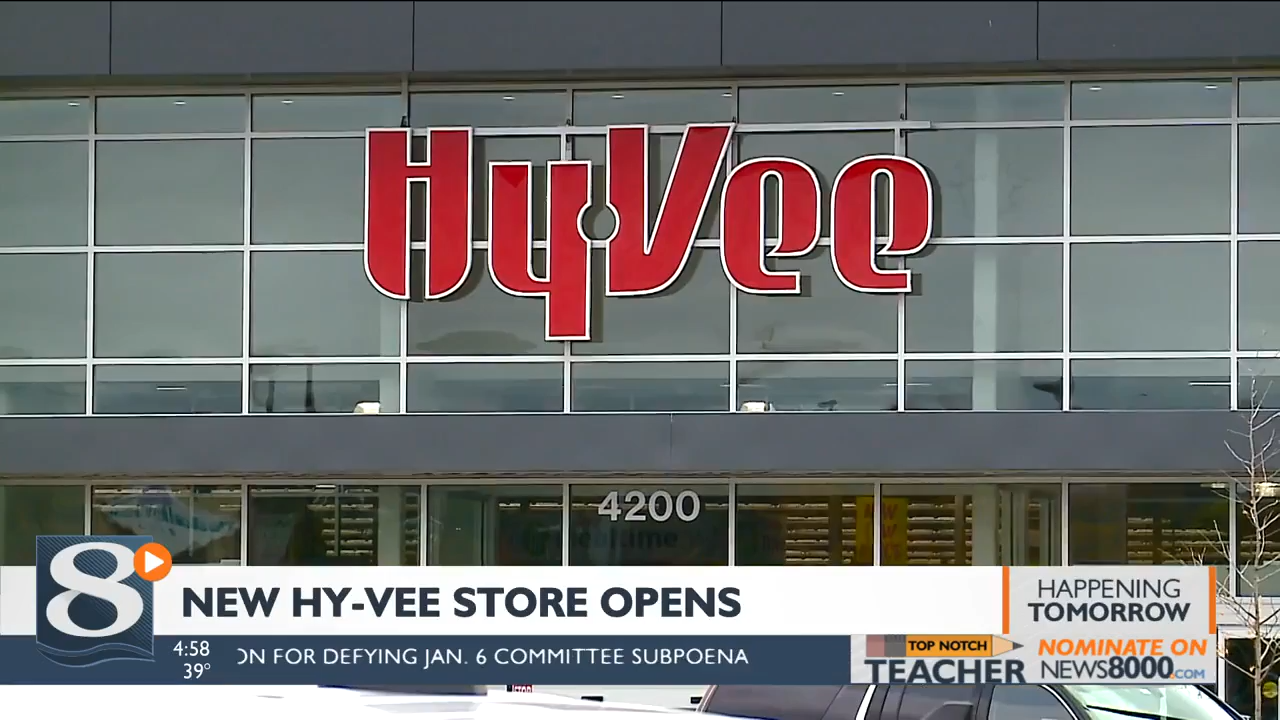 HyVee
4200
8
NEW HY-VEE STORE OPENS
HAPPENING
TOMORROW
4:58
39°
ON FOR DEFYING JAN. 6 COMMITTEE SUBPOENA
TOP NOTCH
TEACHER
NOMINATE ON
NEWS8000.COM